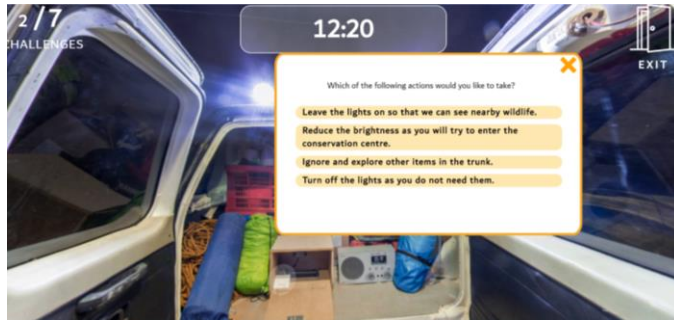 2/7
CHALLENGES
12:20
EXIT
Which of the following actions would you like to take?
Leave the lights on so that we can see nearby wildlife.
Reduce the brightness as you will try to enter the
conservation centre.
Ignore and explore other items in the trunk.
Turn off the lights as you do not need them.